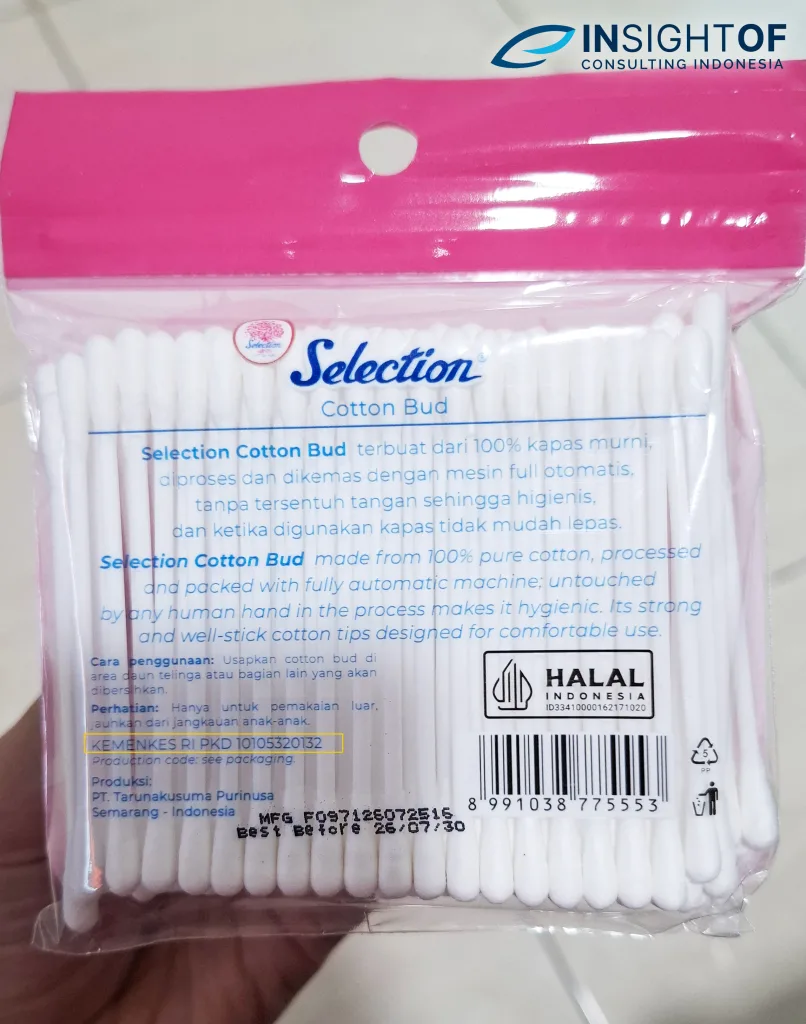 INSIGHTOF
CONSULTING INDONESIA
Selection
Selection
Cotton Bud
Selection Cotton Bud terbuat dari 100% kapas murni,
diproses dan dikemas dengan mesin full otomatis,
tanpa tersentuh tangan sehingga higienis,
dan ketika digunakan kapas tidak mudah lepas.
Selection Cotton Bud made from 100% pure cotton, processed
and packed with fully automatic machine; untouched
by any human hand in the process makes it hygienic. Its strong
and well-stick cotton tips designed for comfortable use.
Cara penggunaan: Usapkan cotton bud di
area daun telinga atau bagian lain yang akan
dibersihkan.
Perhatian: Hanya untuk pemakaian luar,
jauhkan dari jangkauan anak-anak.
KEMENKES RI PKD 10105320132
Production code: see packaging.
Produksi:
PT. Tarunakusuma Purinusa
Semarang - Indonesia
MFG F097126072516
Best Before 26/07/30
HALAL
INDONESIA
ID33410000162171020
8 991038 775553
5
PP